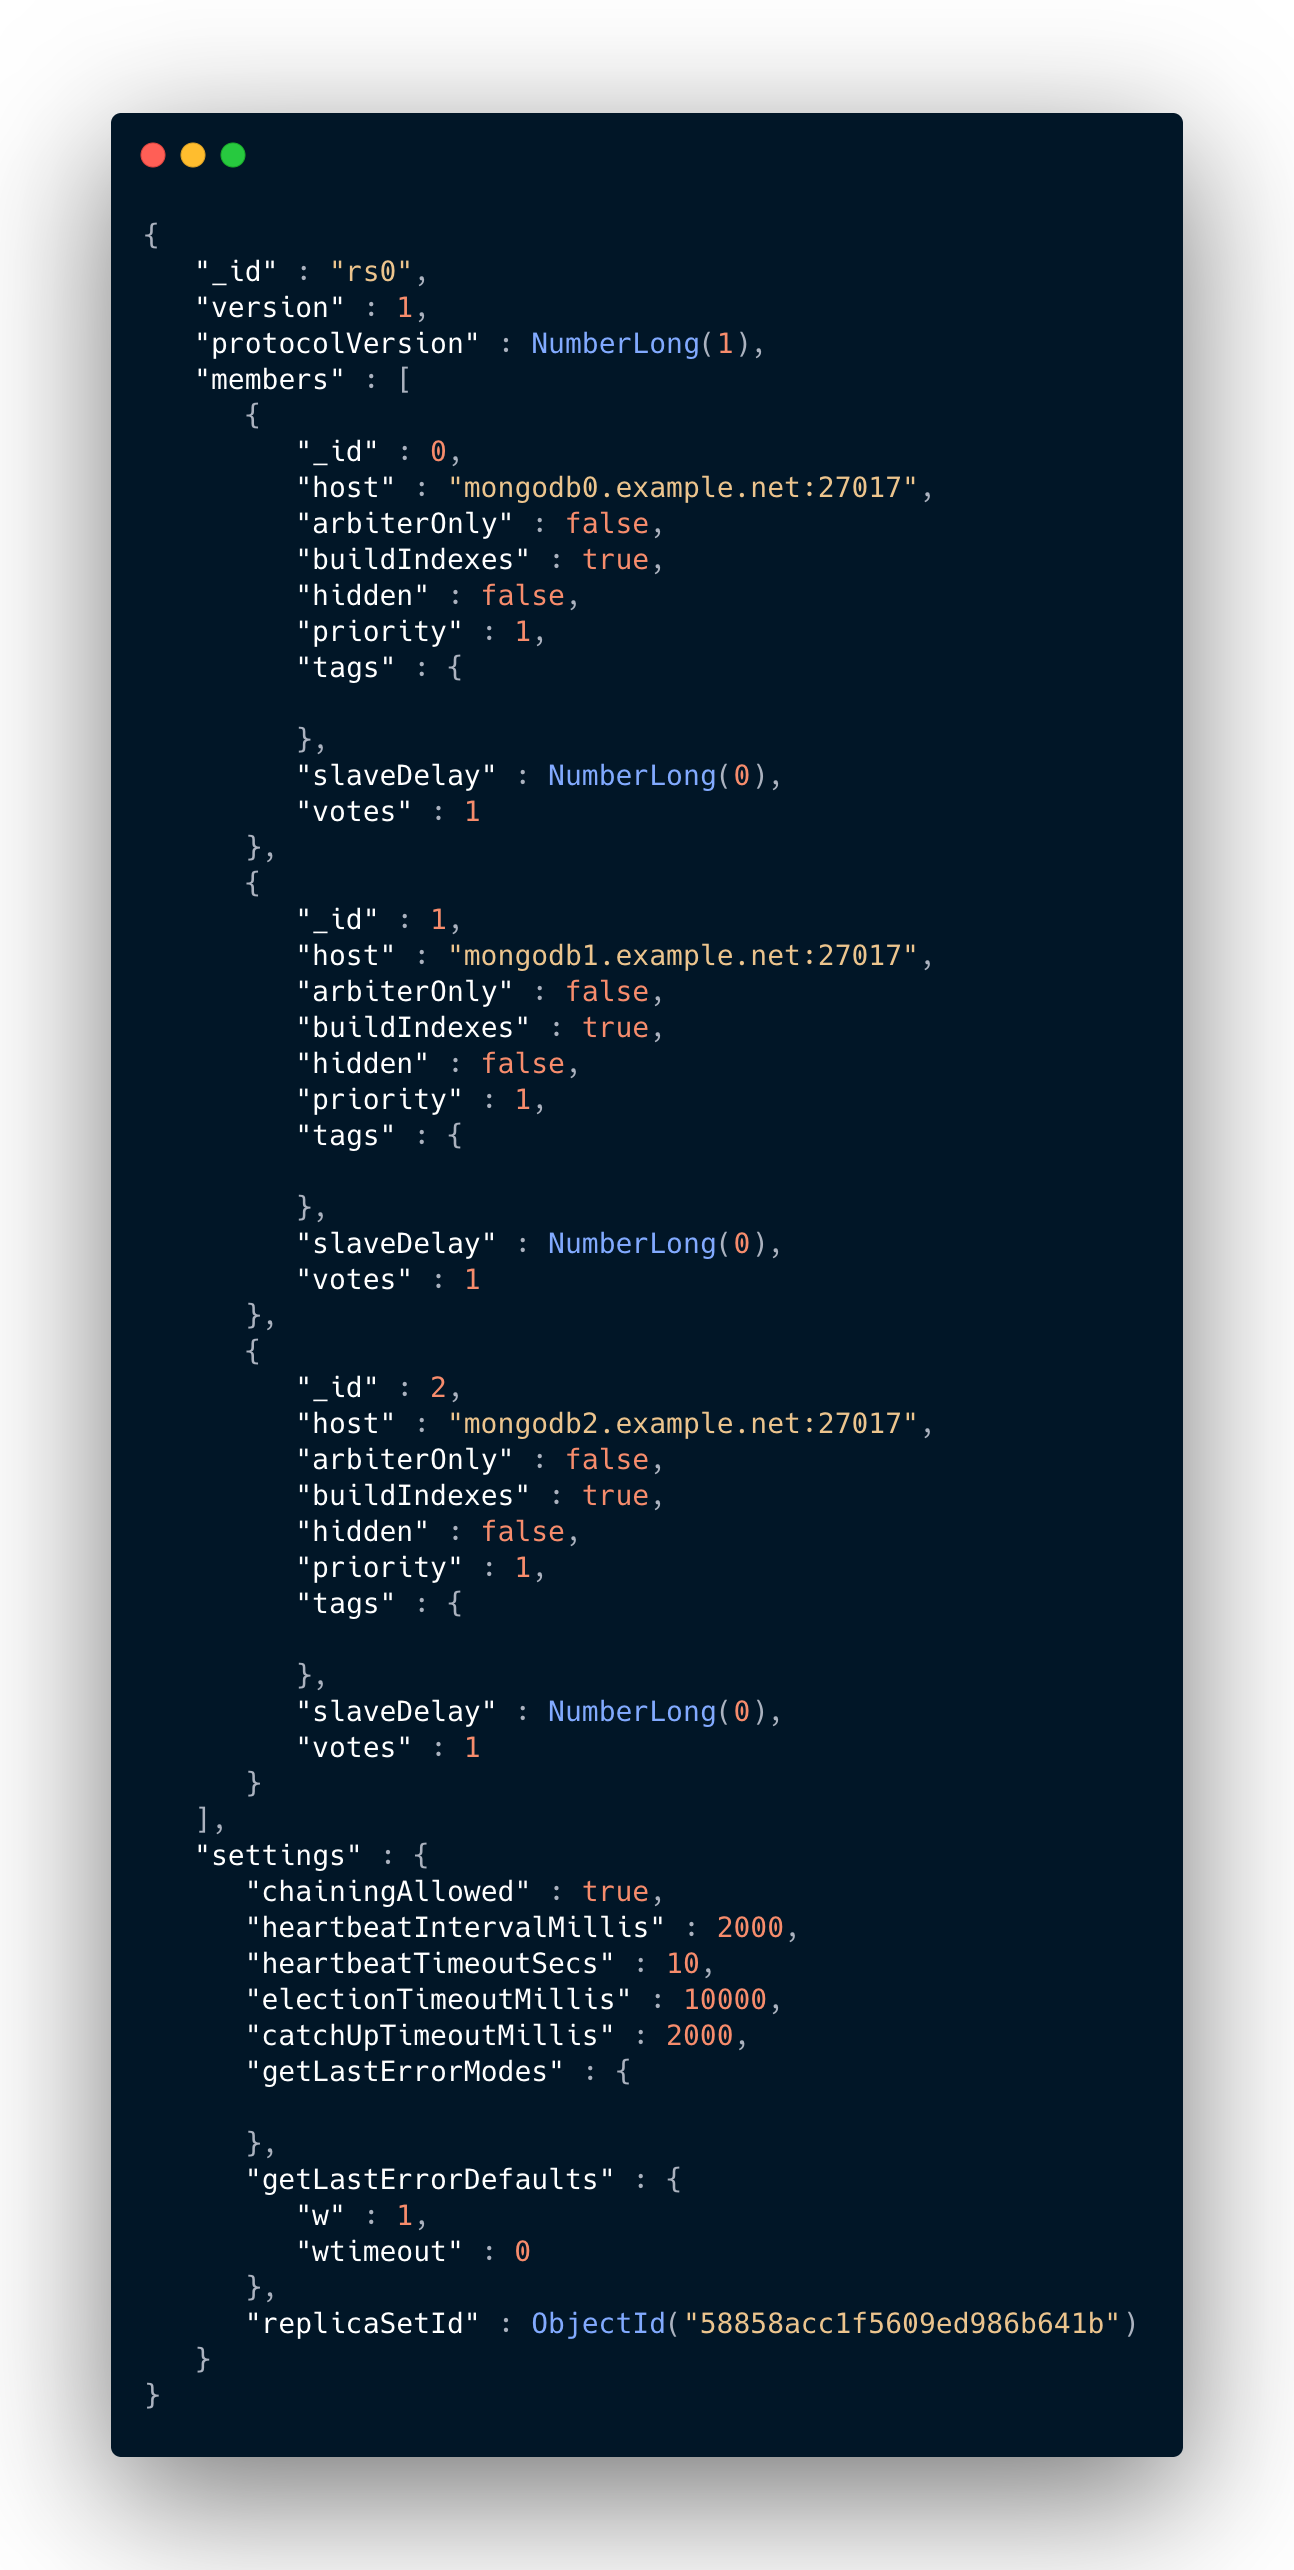 {
   "_id" : "rs0",
   "version" : 1,
   "protocolVersion" : NumberLong(1),
   "members" : [
      {
         "_id" : 0,
         "host" : "mongodb0.example.net:27017",
         "arbiterOnly" : false,
         "buildIndexes" : true,
         "hidden" : false,
         "priority" : 1,
         "tags" : {

         },
         "slaveDelay" : NumberLong(0),
         "votes" : 1
      },
      {
         "_id" : 1,
         "host" : "mongodb1.example.net:27017",
         "arbiterOnly" : false,
         "buildIndexes" : true,
         "hidden" : false,
         "priority" : 1,
         "tags" : {

         },
         "slaveDelay" : NumberLong(0),
         "votes" : 1
      },
      {
         "_id" : 2,
         "host" : "mongodb2.example.net:27017",
         "arbiterOnly" : false,
         "buildIndexes" : true,
         "hidden" : false,
         "priority" : 1,
         "tags" : {

         },
         "slaveDelay" : NumberLong(0),
         "votes" : 1
      }
   ],
   "settings" : {
      "chainingAllowed" : true,
      "heartbeatIntervalMillis" : 2000,
      "heartbeatTimeoutSecs" : 10,
      "electionTimeoutMillis" : 10000,
      "catchUpTimeoutMillis" : 2000,
      "getLastErrorModes" : {

      },
      "getLastErrorDefaults" : {
         "w" : 1,
         "wtimeout" : 0
      },
      "replicaSetId" : ObjectId("58858acc1f5609ed986b641b")
   }
}